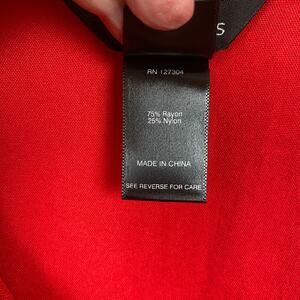 S
RN 127304
75% Rayon
25% Nylon
MADE IN CHINA
SEE REVERSE FOR CARE